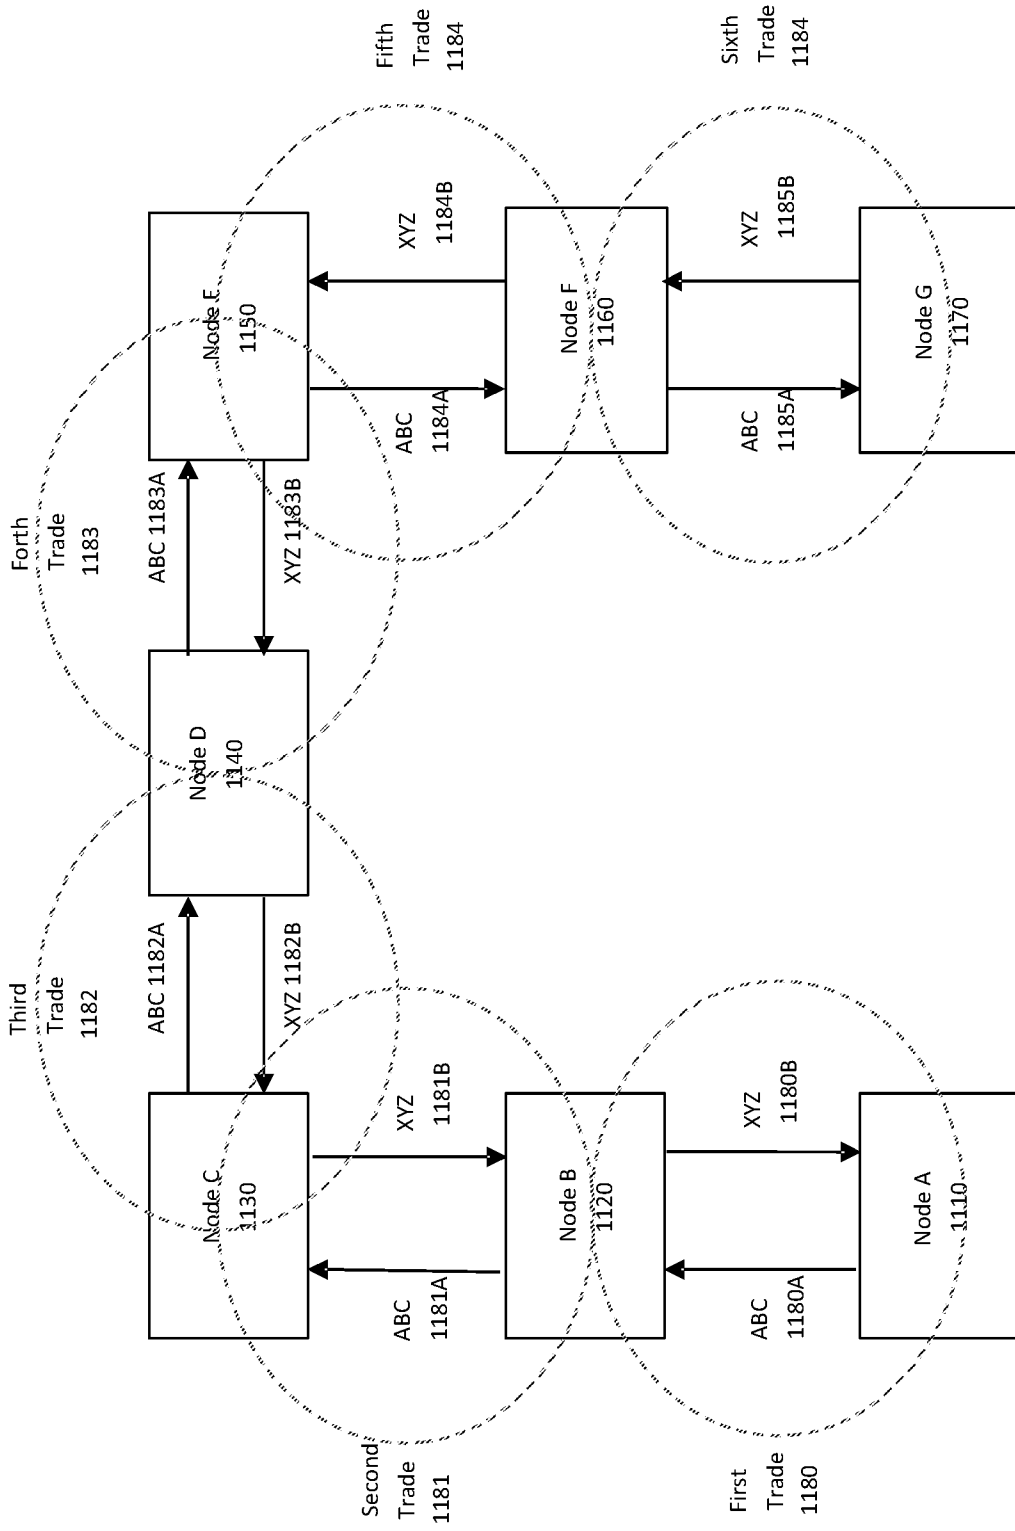 Third
Trade
1182
Forth
Trade
1183
ABC 1182A
ABC 1183A
Node C
1130
Node D
1140
Node E
1150
XYZ 1182B
XYZ 1183B
Second
Trade
1181
ABC
1181A
XYZ
1181B
ABC
1184A
XYZ
1184B
Fifth
Trade
1184
Node B
1120
Node F
1160
First
Trade
1180
ABC
1180A
XYZ
1180B
ABC
1185A
XYZ
1185B
Sixth
Trade
1184
Node A
1110
Node G
1170